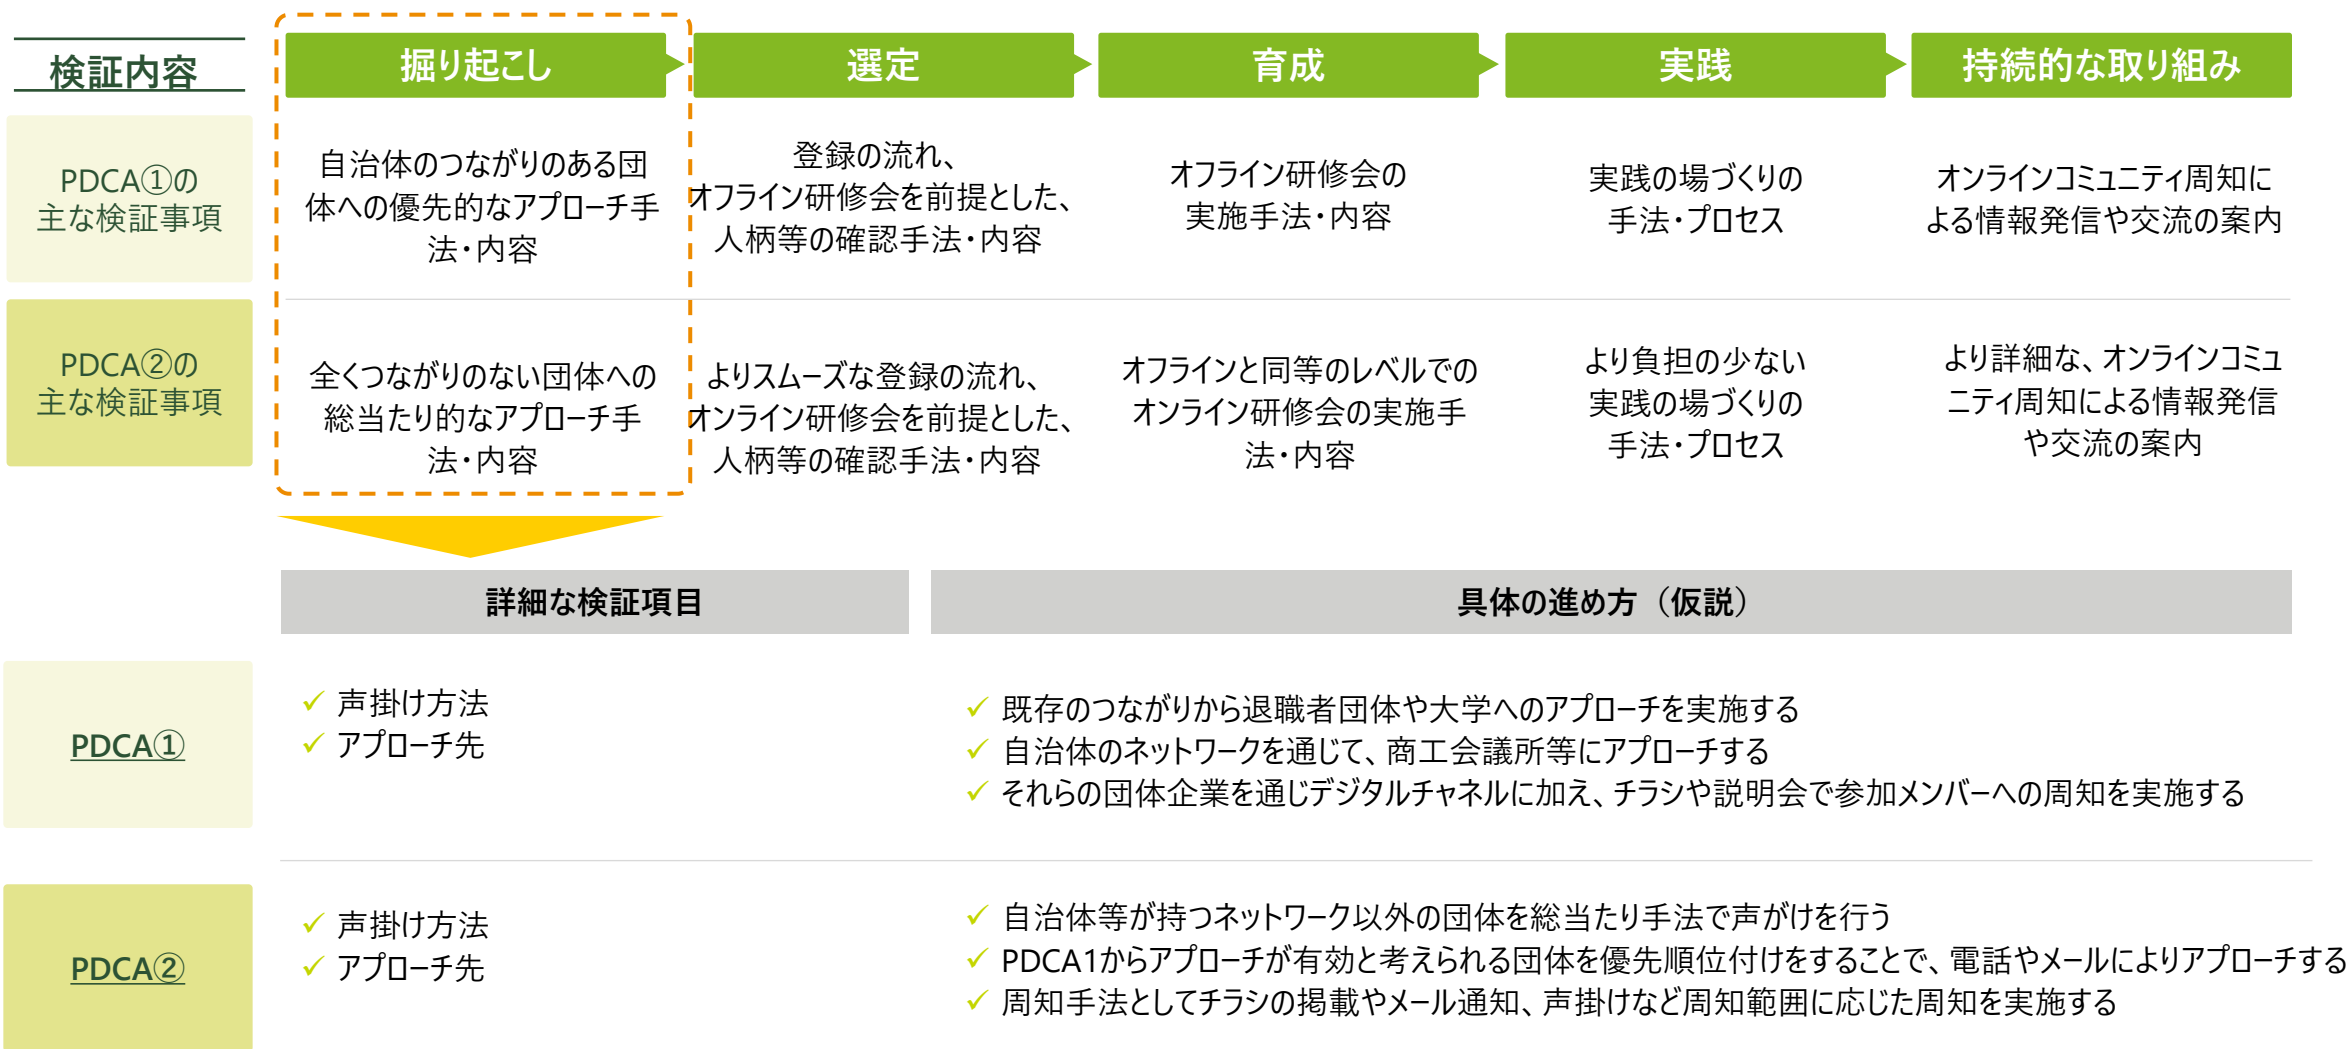 検証内容
掘り起こし
選定
育成
実践
持続的な取り組み
PDCA①の
主な検証事項
自治体のつながりのある団
体への優先的なアプローチ手
法・内容
登録の流れ、
オフライン研修会を前提とした、
人柄等の確認手法・内容
オフライン研修会の
実施手法・内容
実践の場づくりの
手法・プロセス
オンラインコミュニティ周知に
よる情報発信や交流の案内
PDCA②の
主な検証事項
全くつながりのない団体への
総当たり的なアプローチ手
法・内容
よりスムーズな登録の流れ、
オンライン研修会を前提とした、
人柄等の確認手法・内容
オフラインと同等のレベルでの
オンライン研修会の実施手
法・内容
より負担の少ない
実践の場づくりの
手法・プロセス
より詳細な、オンラインコミュ
ニティ周知による情報発信
や交流の案内
詳細な検証項目
具体の進め方（仮説）
PDCA①
✓ 声掛け方法
✓ アプローチ先
✓ 既存のつながりから退職者団体や大学へのアプローチを実施する
✓ 自治体のネットワークを通じて、商工会議所等にアプローチする
✓ それらの団体企業を通じデジタルチャネルに加え、チラシや説明会で参加メンバーへの周知を実施する
PDCA②
✓ 声掛け方法
✓ アプローチ先
✓ 自治体等が持つネットワーク以外の団体を総当たり手法で声がけを行う
✓ PDCA1からアプローチが有効と考えられる団体を優先順位付けをすることで、電話やメールによりアプローチする
✓ 周知手法としてチラシの掲載やメール通知、声掛けなど周知範囲に応じた周知を実施する